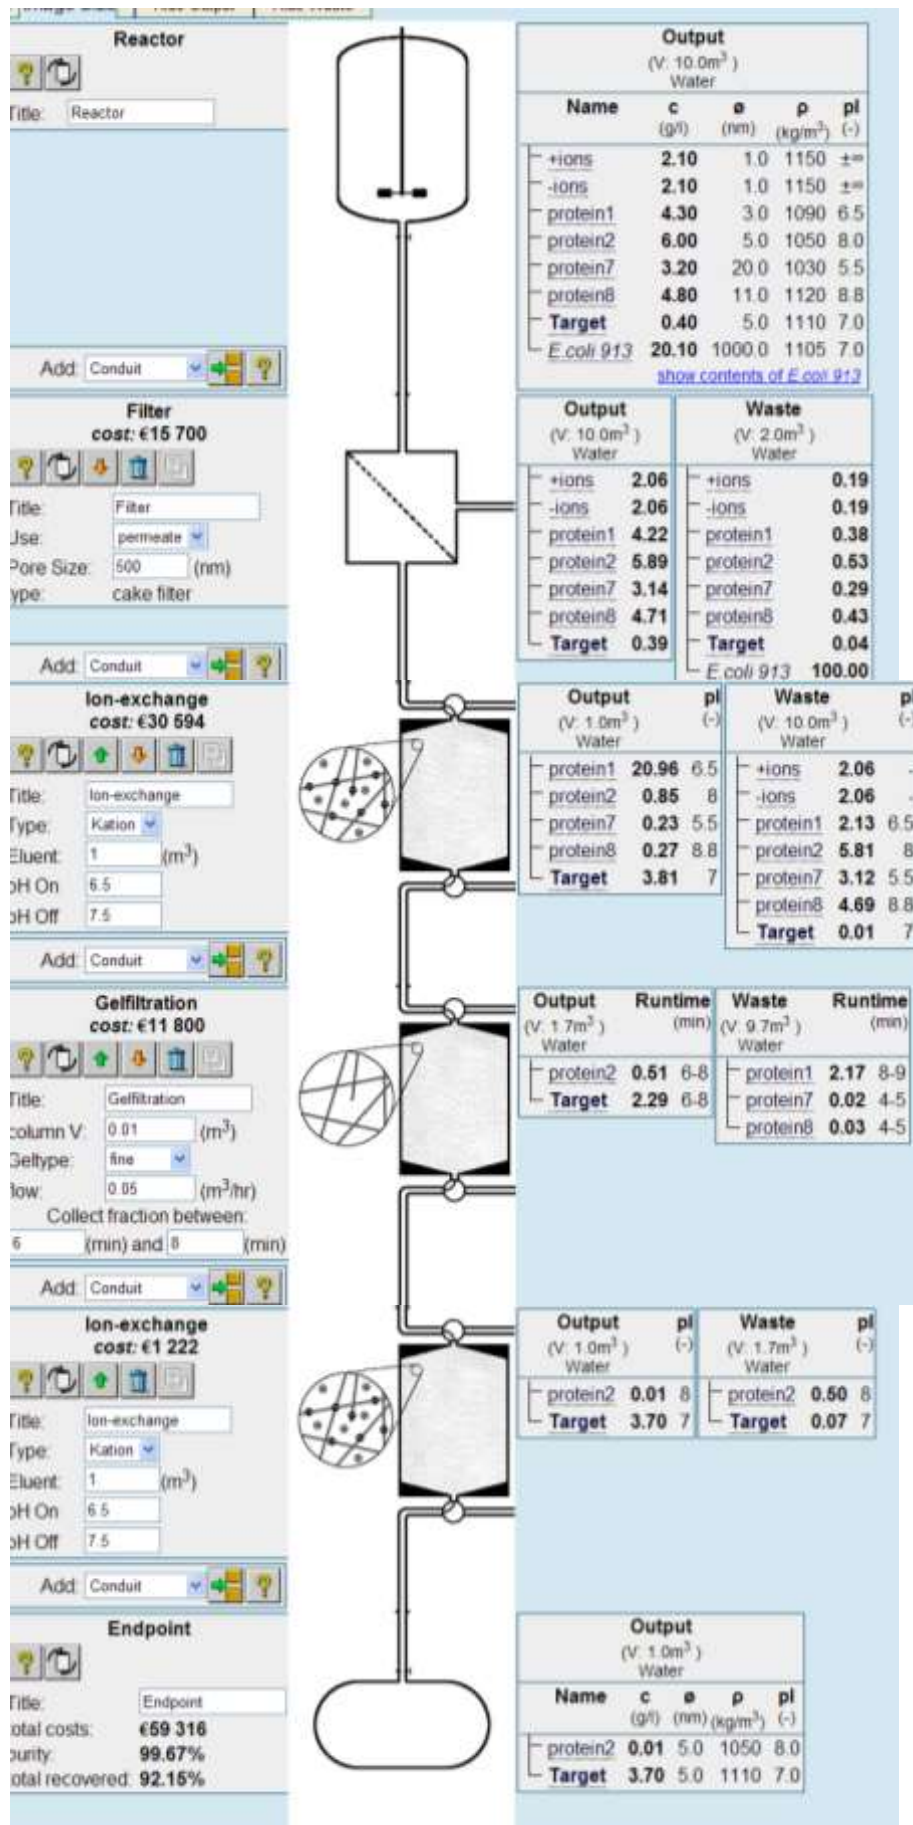 Reactor
Title: Reactor
Add: Conduit
Output
(V: 10.0m³ )
Water
Name c ø ρ pI
(g/l) (nm) (kg/m³) (-)
+ions 2.10 1.0 1150 ±∞
-ions 2.10 1.0 1150 ±∞
protein1 4.30 3.0 1090 6.5
protein2 6.00 5.0 1050 8.0
protein7 3.20 20.0 1030 5.5
protein8 4.80 11.0 1120 8.8
Target 0.40 5.0 1110 7.0
E.coli 913 20.10 1000.0 1105 7.0
show contents of E.coli 913
Filter
cost: €15 700
Title: Filter
Use: permeate
Pore Size: 500 (nm)
ype: cake filter
Add: Conduit
Output Waste
(V: 10.0m³ ) (V: 2.0m³ )
Water Water
+ions 2.06 +ions 0.19
-ions 2.06 -ions 0.19
protein1 4.22 protein1 0.38
protein2 5.89 protein2 0.53
protein7 3.14 protein7 0.29
protein8 4.71 protein8 0.43
Target 0.39 Target 0.04
E.coli 913 100.00
Ion-exchange
cost: €30 594
Title: Ion-exchange
Type: Kation
Eluent: 1 (m³)
pH On 6.5
pH Off 7.5
Add: Conduit
Output pI Waste pI
(V: 1.0m³ ) (-) (V: 10.0m³ ) (-)
Water Water
protein1 20.96 6.5 +ions 2.06 -
protein2 0.85 8 -ions 2.06 -
protein7 0.23 5.5 protein1 2.13 6.5
protein8 0.27 8.8 protein2 5.81 8
Target 3.81 7 protein7 3.12 5.5
protein8 4.69 8.8
Target 0.01 7
Gelfiltration
cost: €11 800
Title: Gelfiltration
column V: 0.01 (m³)
Geltype: fine
low: 0.05 (m³/hr)
Collect fraction between:
6 (min) and 8 (min)
Add: Conduit
Output Runtime Waste Runtime
(V: 1.7m³ ) (min) (V: 9.7m³ ) (min)
Water Water
protein2 0.51 6-8 protein1 2.17 8-9
Target 2.29 6-8 protein7 0.02 4-5
protein8 0.03 4-5
Ion-exchange
cost: €1 222
Title: Ion-exchange
Type: Kation
Eluent: 1 (m³)
pH On 6.5
pH Off 7.5
Add: Conduit
Output pI Waste pI
(V: 1.0m³ ) (-) (V: 1.7m³ ) (-)
Water Water
protein2 0.01 8 protein2 0.50 8
Target 3.70 7 Target 0.07 7
Endpoint
Title: Endpoint
otal costs: €59 316
purity: 99.67%
otal recovered: 92.15%
Output
(V: 1.0m³ )
Water
Name c ø ρ pI
(g/l) (nm) (kg/m³) (-)
protein2 0.01 5.0 1050 8.0
Target 3.70 5.0 1110 7.0